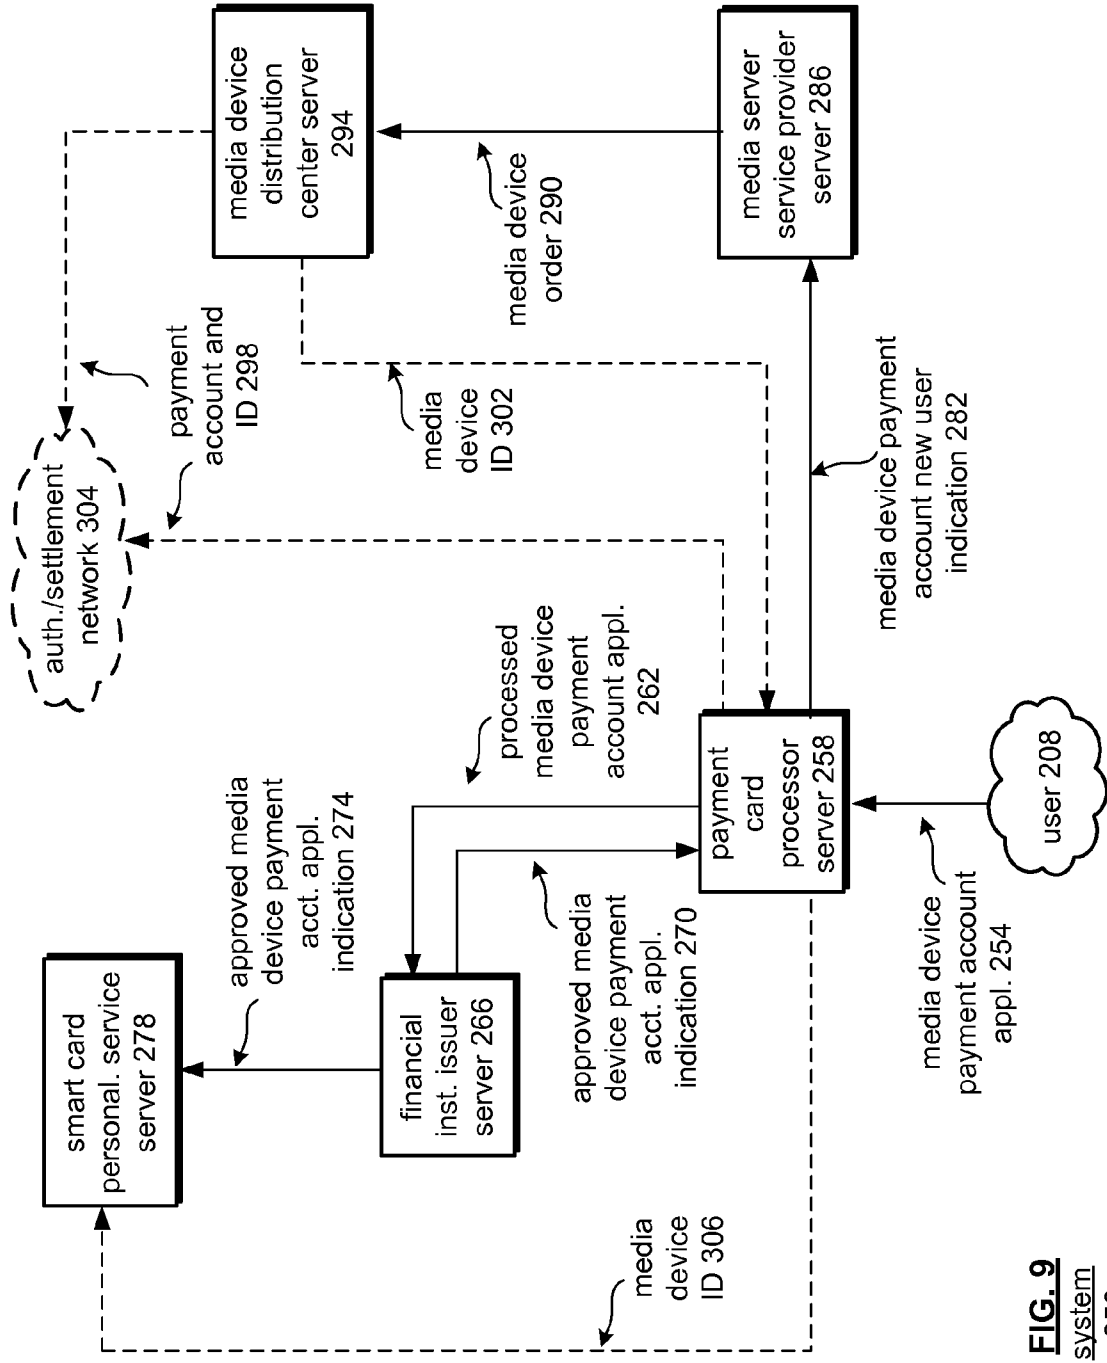 smart card
personal. service
server 278
approved media
device payment
acct. appl.
indication 274
financial
inst. issuer
server 266
approved media
device payment
acct. appl.
indication 270
processed
media device
payment
account appl.
262
auth./settlement
network 304
payment
account and
ID 298
media device
distribution
center server
294
media
device
ID 302
media device
order 290
media server
service provider
server 286
media device payment
account new user
indication 282
payment
card
processor
server 258
user 208
media device
payment account
appl. 254
media
device
ID 306
FIG. 9
system